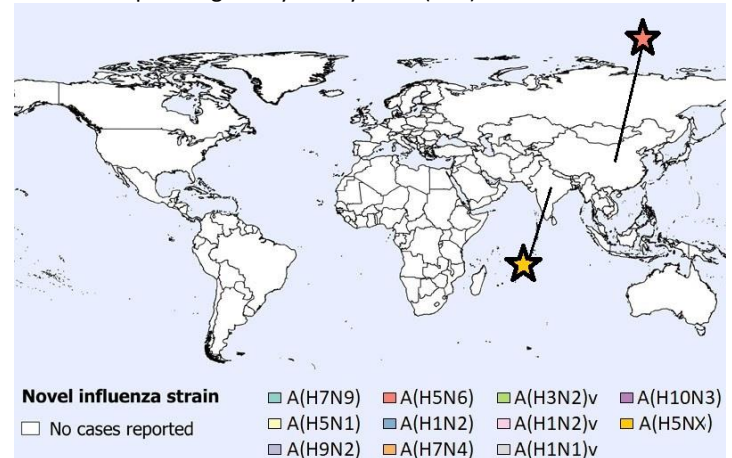 Novel influenza strain
No cases reported
A(H7N9) A(H5N6) A(H3N2)v A(H10N3)
A(H5N1) A(H1N2) A(H1N2)v A(H5NX)
A(H9N2) A(H7N4) A(H1N1)v